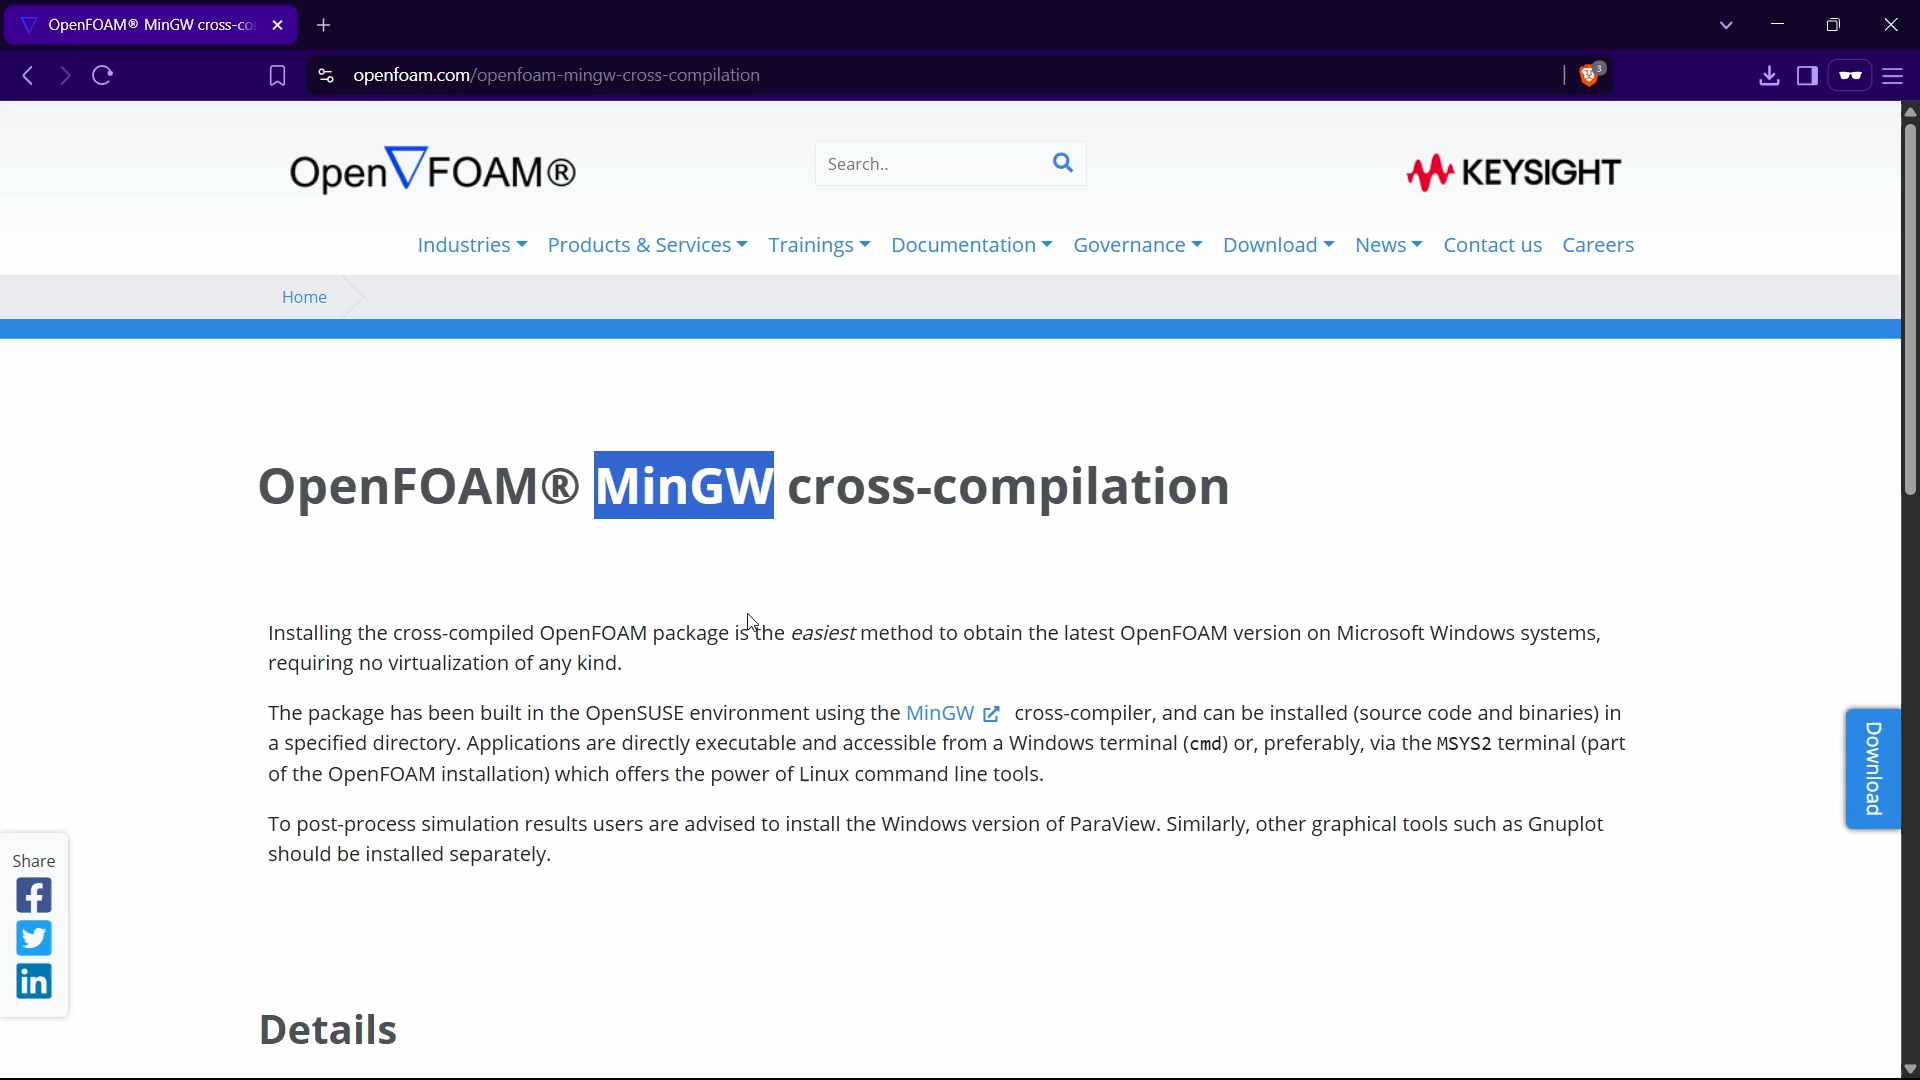 OpenFOAM® MinGW cross-co
openfoam.com/openfoam-mingw-cross-compilation
3
Open FOAM®
Search..
KEYSIGHT
Industries Products & Services Trainings Documentation Governance Download News Contact us Careers
Home
OpenFOAM® MinGW cross-compilation
Installing the cross-compiled OpenFOAM package is the easiest method to obtain the latest OpenFOAM version on Microsoft Windows systems,
requiring no virtualization of any kind.
The package has been built in the OpenSUSE environment using the MinGW cross-compiler, and can be installed (source code and binaries) in
a specified directory. Applications are directly executable and accessible from a Windows terminal (cmd) or, preferably, via the MSYS2 terminal (part
of the OpenFOAM installation) which offers the power of Linux command line tools.
Download
To post-process simulation results users are advised to install the Windows version of ParaView. Similarly, other graphical tools such as Gnuplot
should be installed separately.
Share
Details